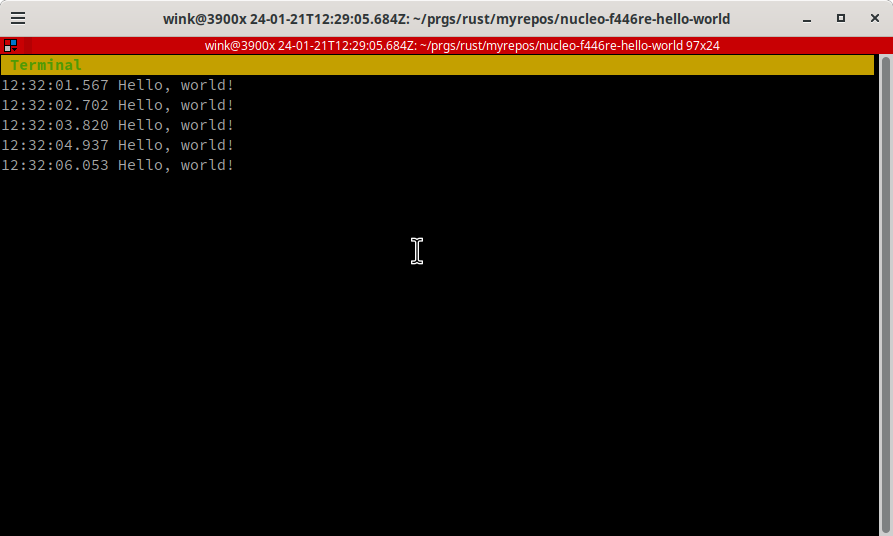 wink@3900x 24-01-21T12:29:05.684Z: ~/prgs/rust/myrepos/nucleo-f446re-hello-world
wink@3900x 24-01-21T12:29:05.684Z: ~/prgs/rust/myrepos/nucleo-f446re-hello-world 97x24
Terminal
12:32:01.567 Hello, world!
12:32:02.702 Hello, world!
12:32:03.820 Hello, world!
12:32:04.937 Hello, world!
12:32:06.053 Hello, world!